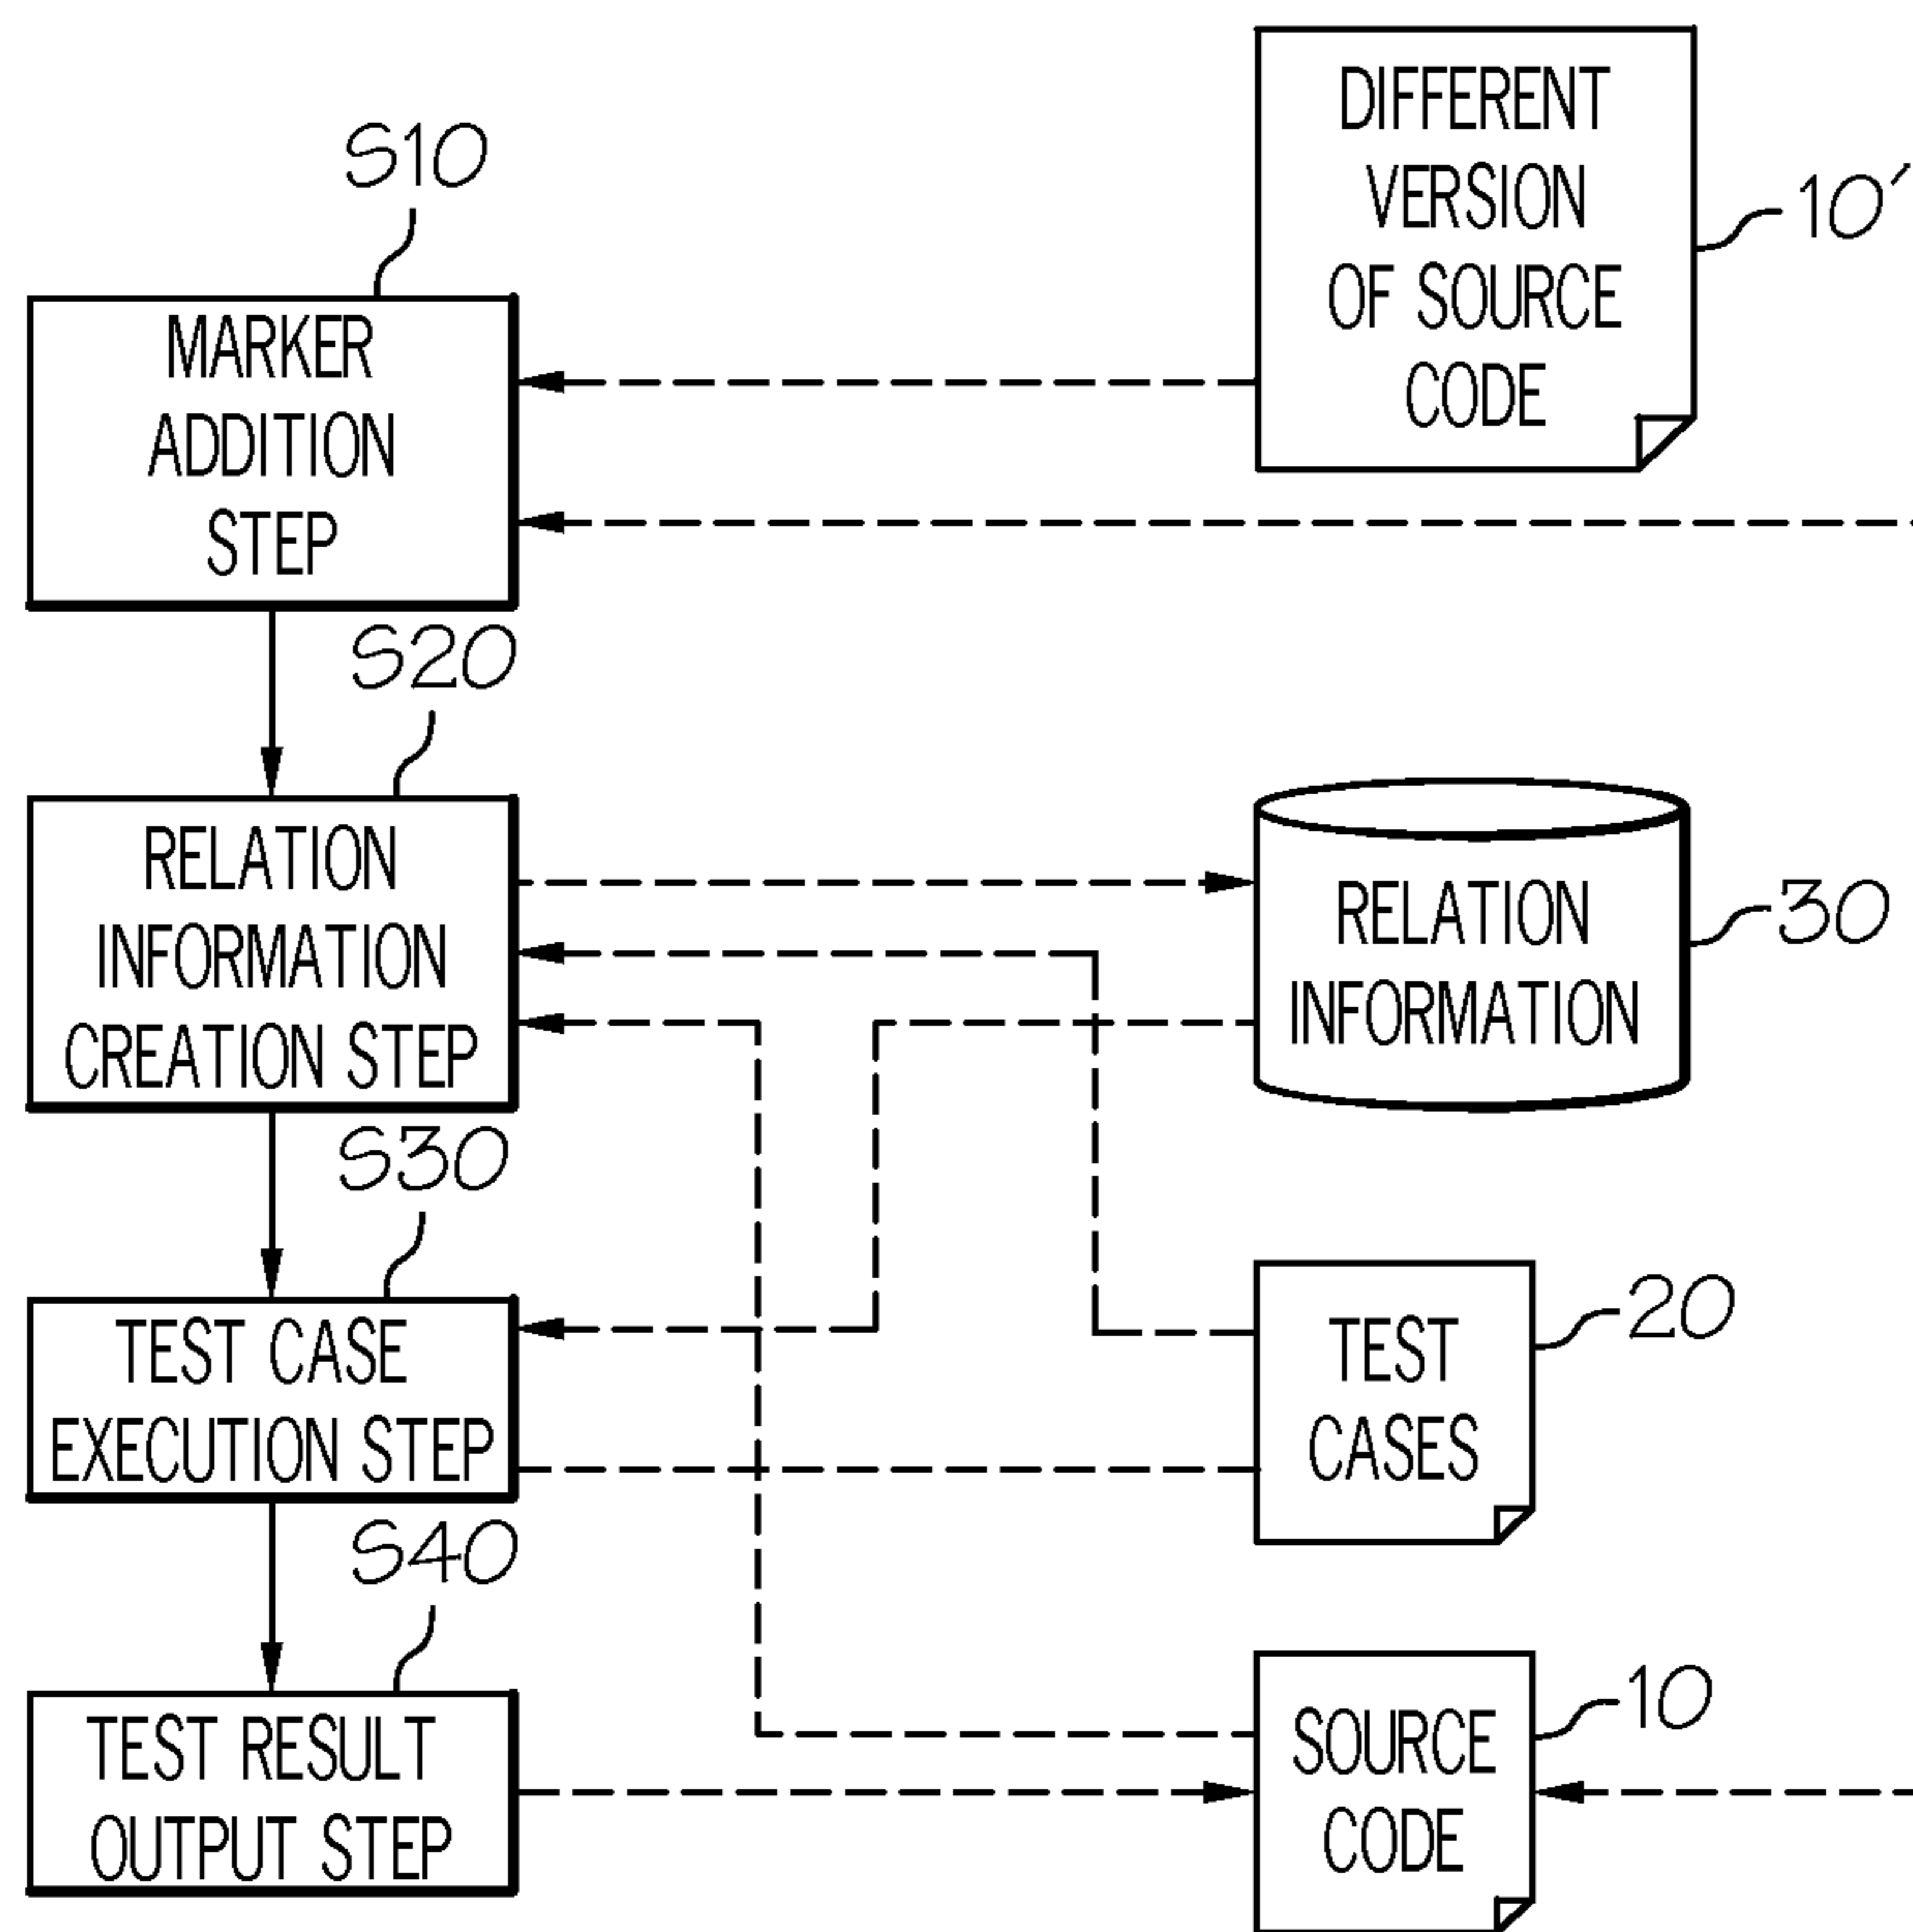 S10
MARKER
ADDITION
STEP
DIFFERENT
VERSION
OF SOURCE
CODE
10′
S20
RELATION
INFORMATION
CREATION STEP
RELATION
INFORMATION
30
S30
TEST CASE
EXECUTION STEP
TEST
CASES
20
S40
TEST RESULT
OUTPUT STEP
SOURCE
CODE
10